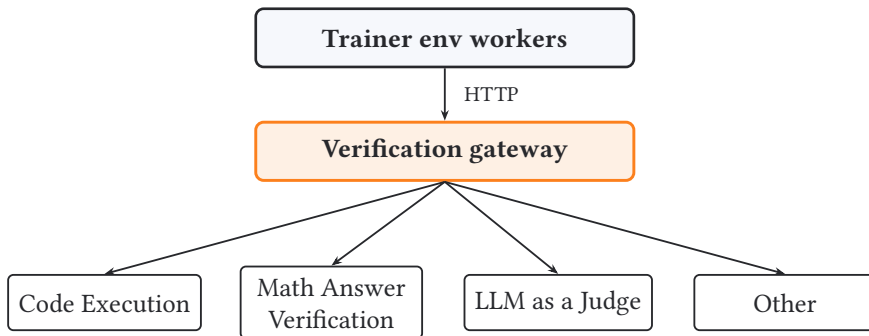 Trainer env workers
HTTP
Verification gateway
Code Execution
Math Answer
Verification
LLM as a Judge
Other